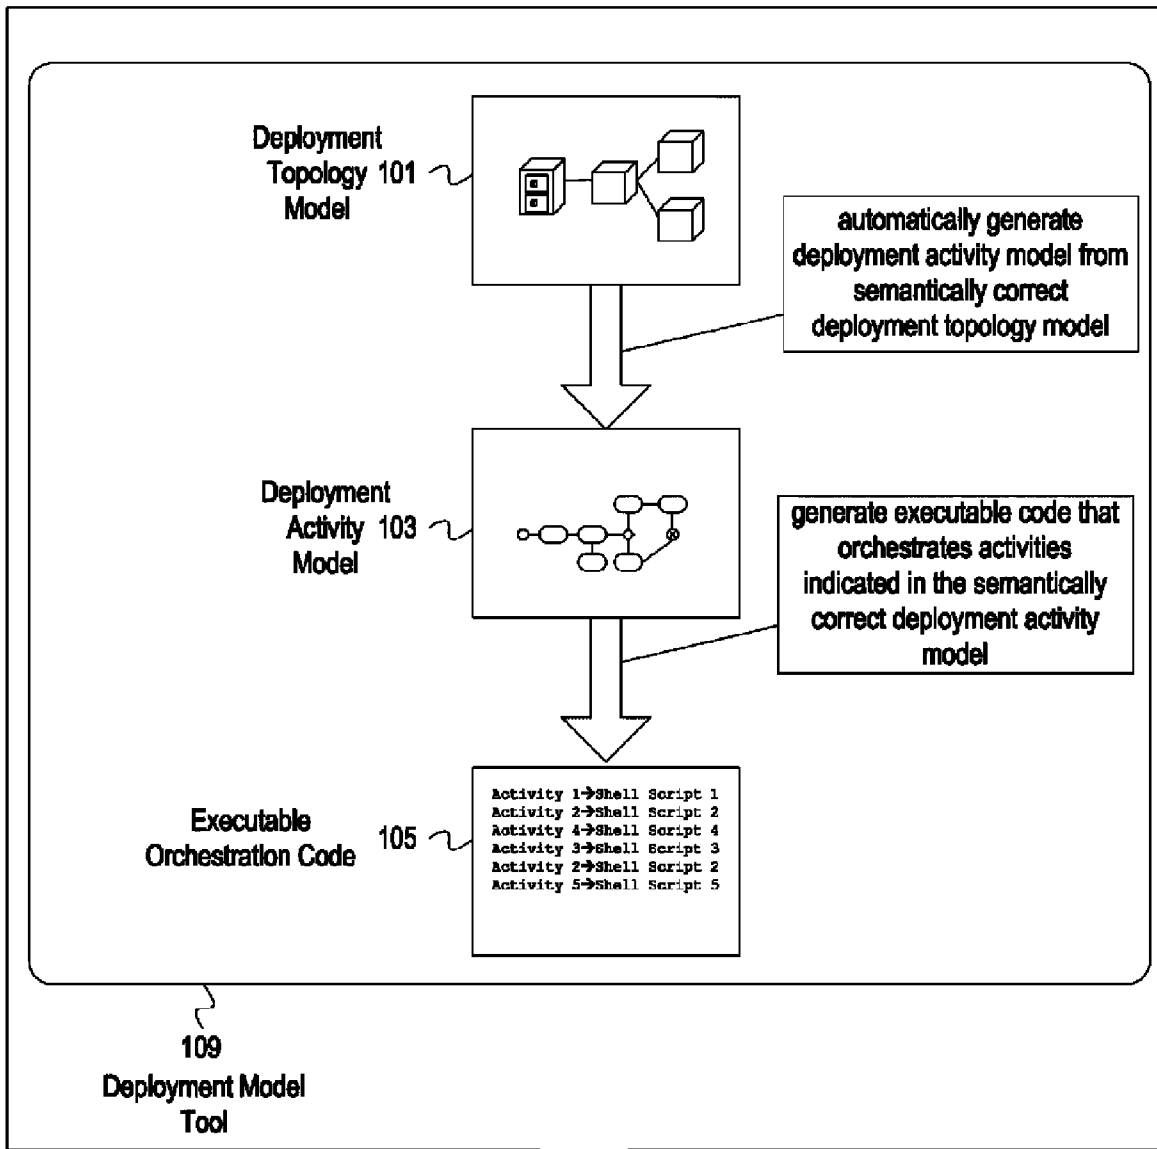 Deployment
Topology 101
Model
automatically generate
deployment activity model from
semantically correct
deployment topology model
Deployment
Activity 103
Model
generate executable code that
orchestrates activities
indicated in the semantically
correct deployment activity
model
Executable
Orchestration Code
105
Activity 1→Shell Script 1
Activity 2→Shell Script 2
Activity 4→Shell Script 4
Activity 3→Shell Script 3
Activity 2→Shell Script 2
Activity 5→Shell Script 5
109
Deployment Model
Tool